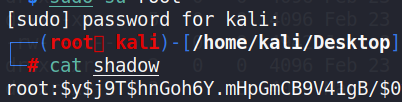 [sudo] password for kali:
┌──(root㉿kali)-[/home/kali/Desktop]
└─# cat shadow
root:$y$j9T$hnGoh6Y.mHpGmCB9V41gB/$0